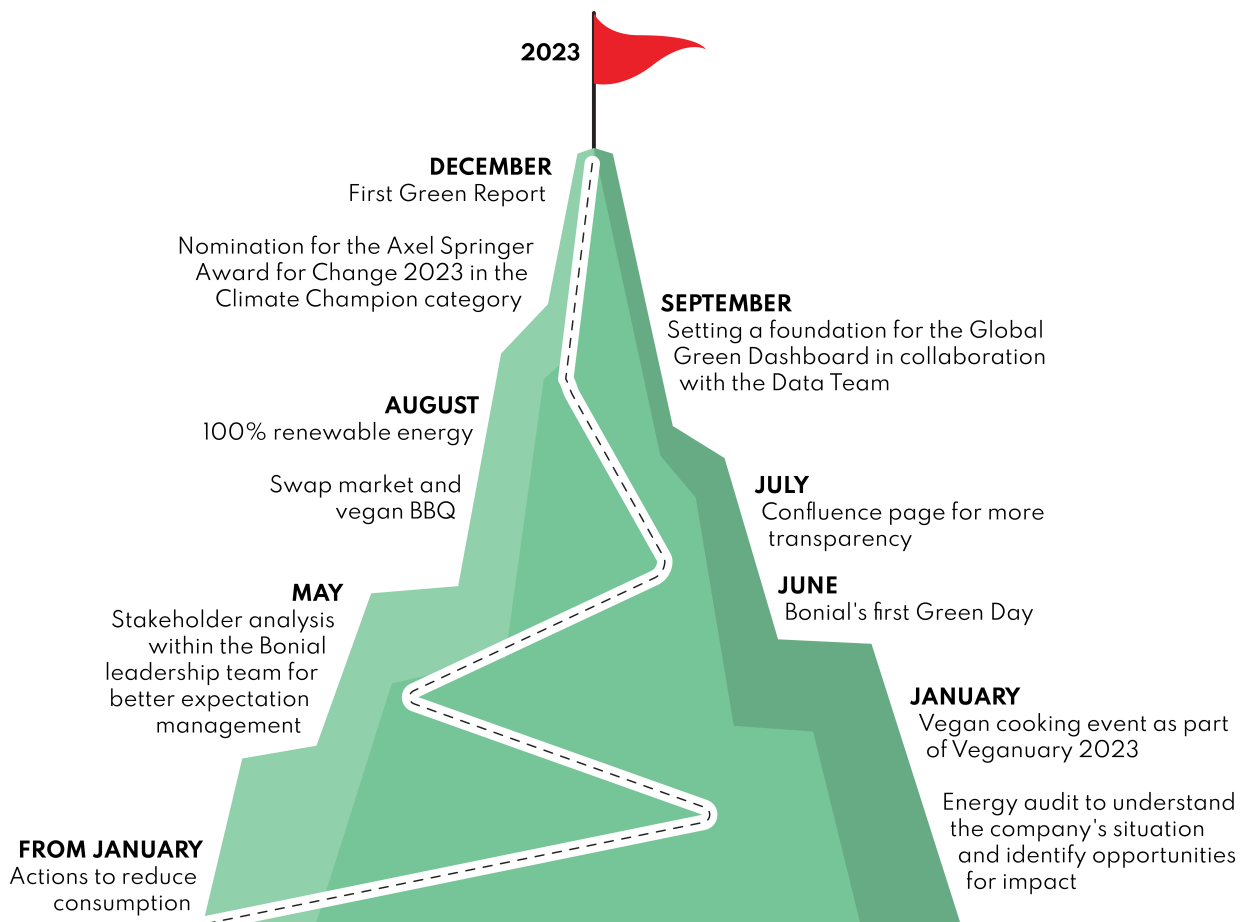 2023
DECEMBER
First Green Report
Nomination for the Axel Springer
Award for Change 2023 in the
Climate Champion category
SEPTEMBER
Setting a foundation for the Global
Green Dashboard in collaboration
with the Data Team
AUGUST
100% renewable energy
Swap market and
vegan BBQ
JULY
Confluence page for more
transparency
JUNE
Bonial's first Green Day
MAY
Stakeholder analysis
within the Bonial
leadership team for
better expectation
management
JANUARY
Vegan cooking event as part
of Veganuary 2023
Energy audit to understand
the company's situation
and identify opportunities
for impact
FROM JANUARY
Actions to reduce
consumption